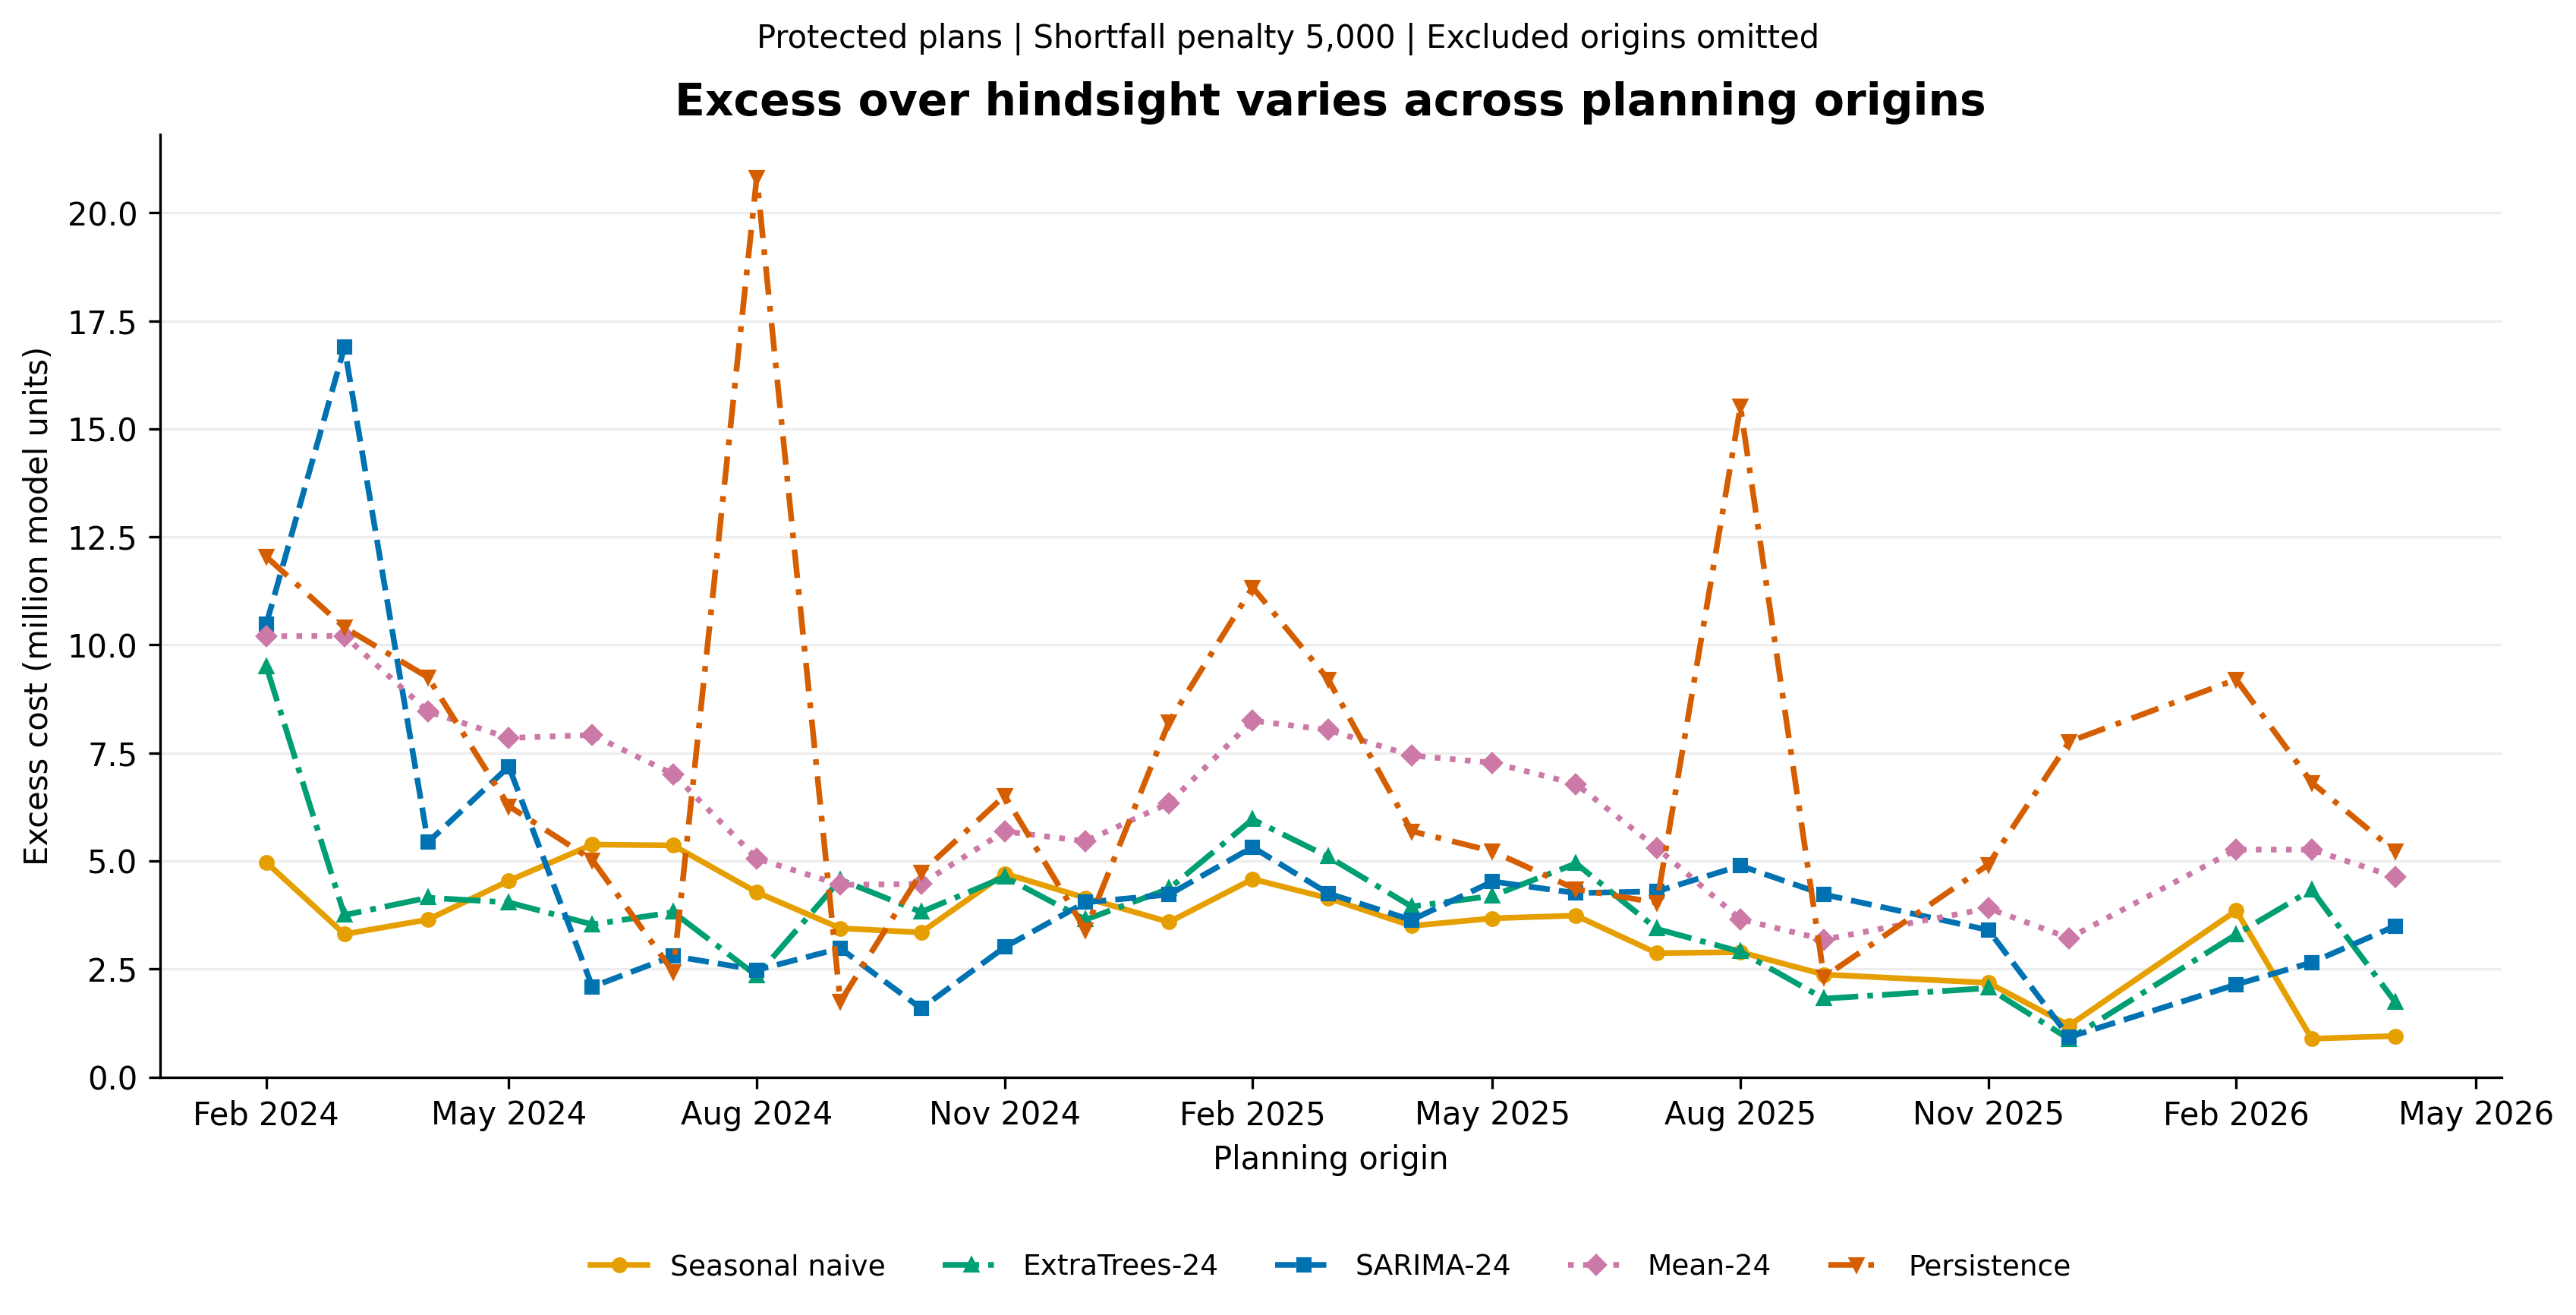 Protected plans | Shortfall penalty 5,000 | Excluded origins omitted
Excess over hindsight varies across planning origins
Excess cost (million model units)
20.0
17.5
15.0
12.5
10.0
7.5
5.0
2.5
0.0
Feb 2024 May 2024 Aug 2024 Nov 2024 Feb 2025 May 2025 Aug 2025 Nov 2025 Feb 2026 May 2026
Planning origin
Seasonal naive ExtraTrees-24 SARIMA-24 Mean-24 Persistence